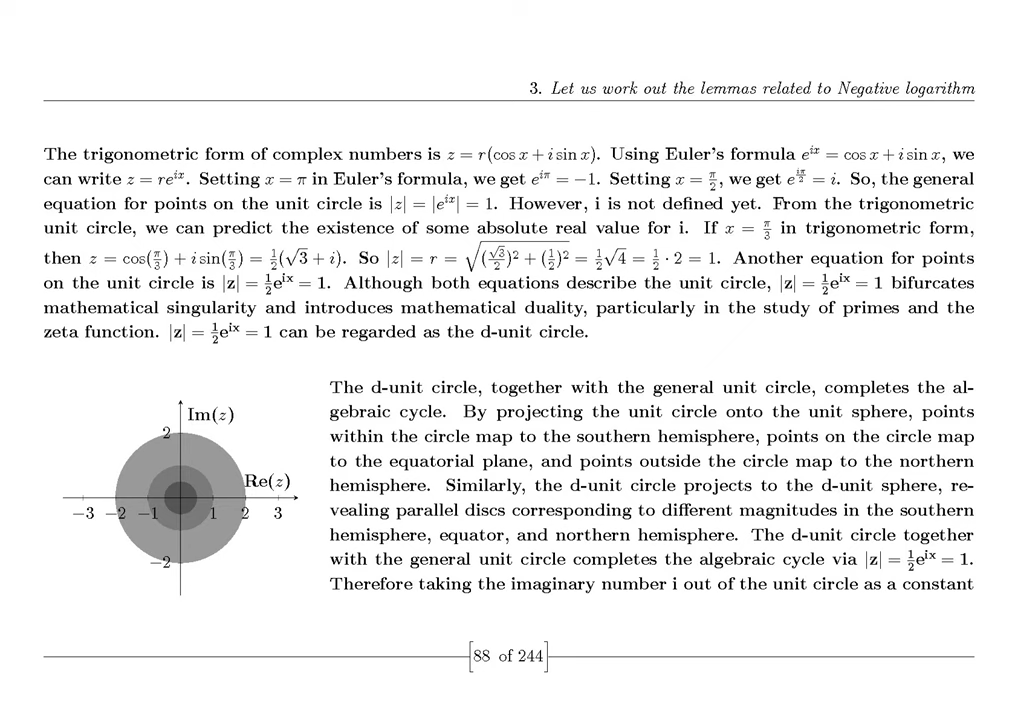 3. Let us work out the lemmas related to Negative logarithm
The trigonometric form of complex numbers is z = r(cos x + i sin x). Using Euler's formula e^{ix} = cos x + i sin x, we
can write z = re^{ix}. Setting x = π in Euler's formula, we get e^{iπ} = −1. Setting x = π/2, we get e^{iπ/2} = i. So, the general
equation for points on the unit circle is |z| = |e^{ix}| = 1. However, i is not defined yet. From the trigonometric
unit circle, we can predict the existence of some absolute real value for i. If x = π/3 in trigonometric form,
then z = cos(π/3) + i sin(π/3) = 1/2(√3 + i). So |z| = r = √((√3/2)² + (1/2)²) = 1/2√4 = 1/2 · 2 = 1. Another equation for points
on the unit circle is |z| = 1/2e^{ix} = 1. Although both equations describe the unit circle, |z| = 1/2e^{ix} = 1 bifurcates
mathematical singularity and introduces mathematical duality, particularly in the study of primes and the
zeta function. |z| = 1/2e^{ix} = 1 can be regarded as the d-unit circle.
Im(z)
2
Re(z)
−3 −2 −1 1 2 3
−2
The d-unit circle, together with the general unit circle, completes the al-
gebraic cycle. By projecting the unit circle onto the unit sphere, points
within the circle map to the southern hemisphere, points on the circle map
to the equatorial plane, and points outside the circle map to the northern
hemisphere. Similarly, the d-unit circle projects to the d-unit sphere, re-
vealing parallel discs corresponding to different magnitudes in the southern
hemisphere, equator, and northern hemisphere. The d-unit circle together
with the general unit circle completes the algebraic cycle via |z| = 1/2e^{ix} = 1.
Therefore taking the imaginary number i out of the unit circle as a constant
88 of 244